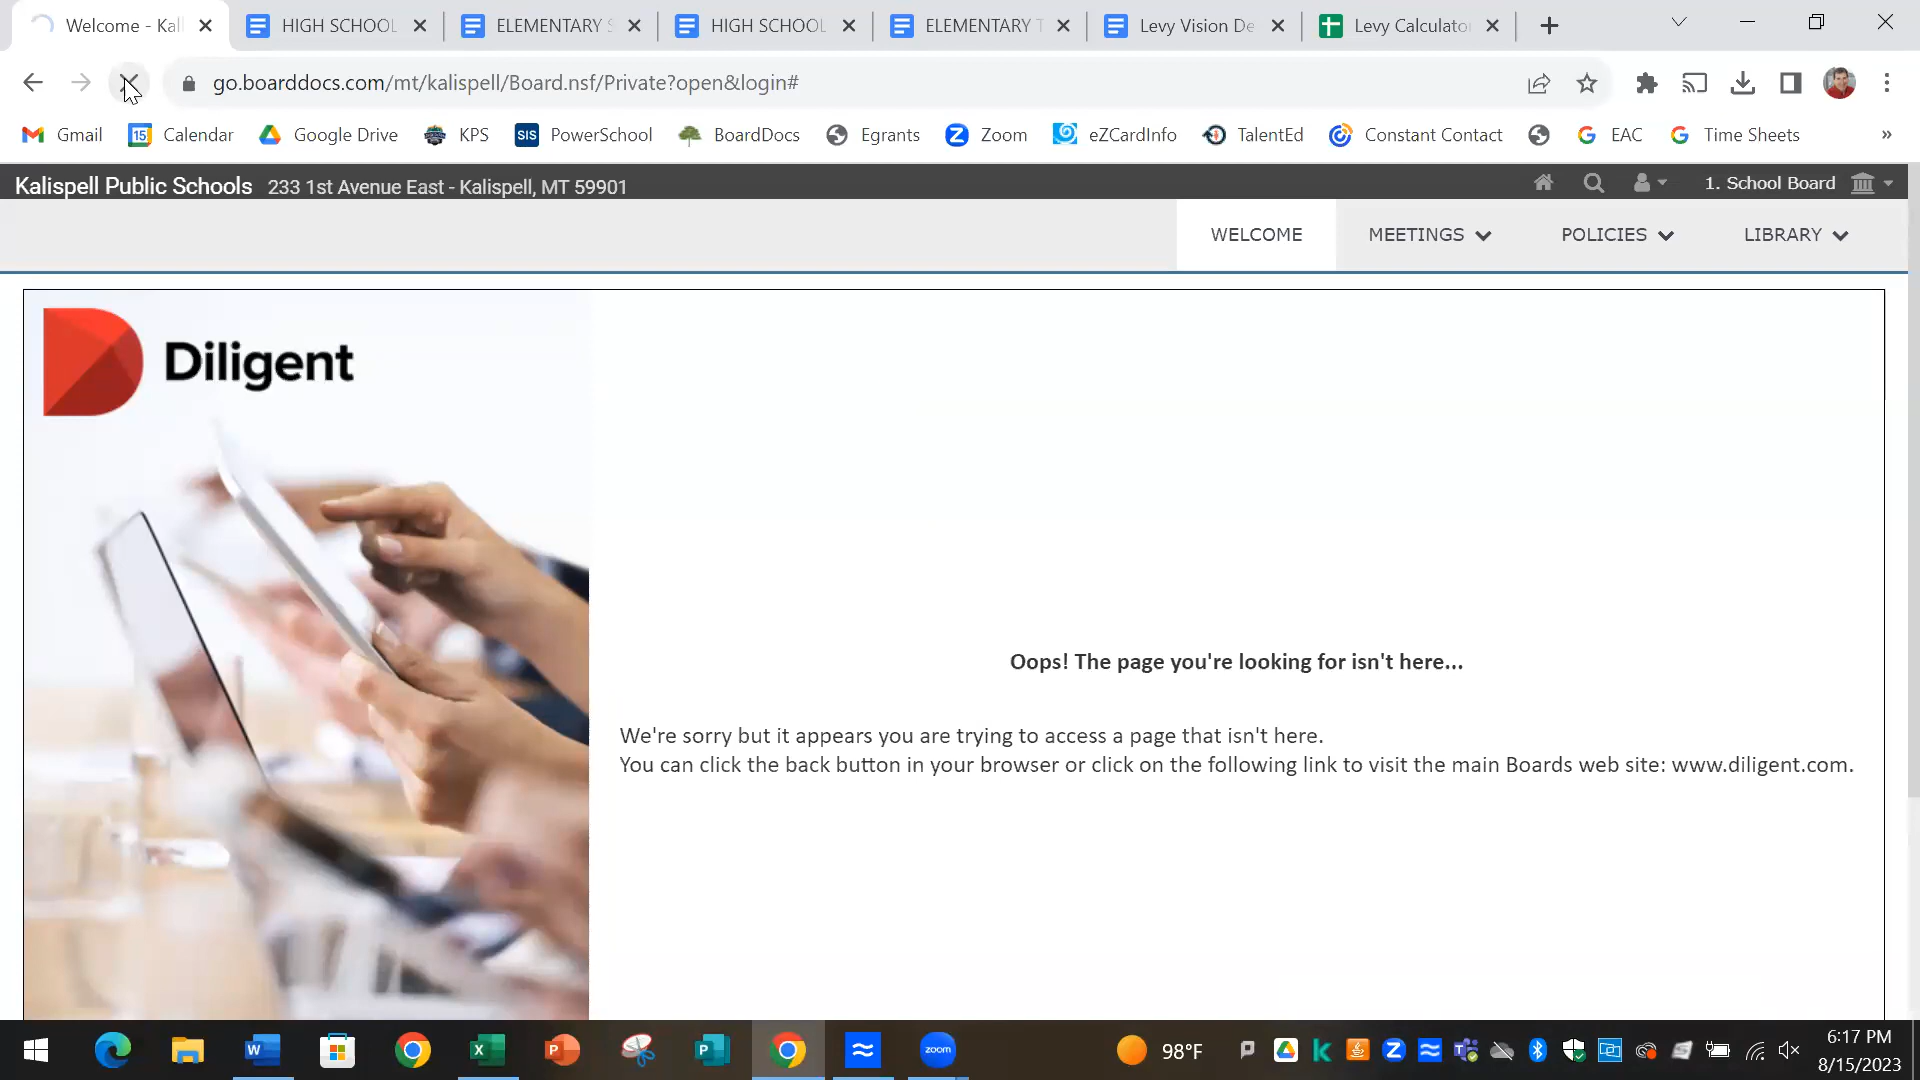 Welcome - Kal
HIGH SCHOOL
ELEMENTARY S
HIGH SCHOOL
ELEMENTARY T
Levy Vision De
Levy Calculato
go.boarddocs.com/mt/kalispell/Board.nsf/Private?open&login#
Gmail
15
Calendar
Google Drive
KPS
SIS
PowerSchool
BoardDocs
Egrants
Zoom
eZCardInfo
TalentEd
Constant Contact
EAC
Time Sheets
»
Kalispell Public Schools 233 1st Avenue East - Kalispell, MT 59901
1. School Board
WELCOME
MEETINGS
POLICIES
LIBRARY
Diligent
Oops! The page you're looking for isn't here...
We're sorry but it appears you are trying to access a page that isn't here.
You can click the back button in your browser or click on the following link to visit the main Boards web site: www.diligent.com.
zoom
98°F
6:17 PM
8/15/2023